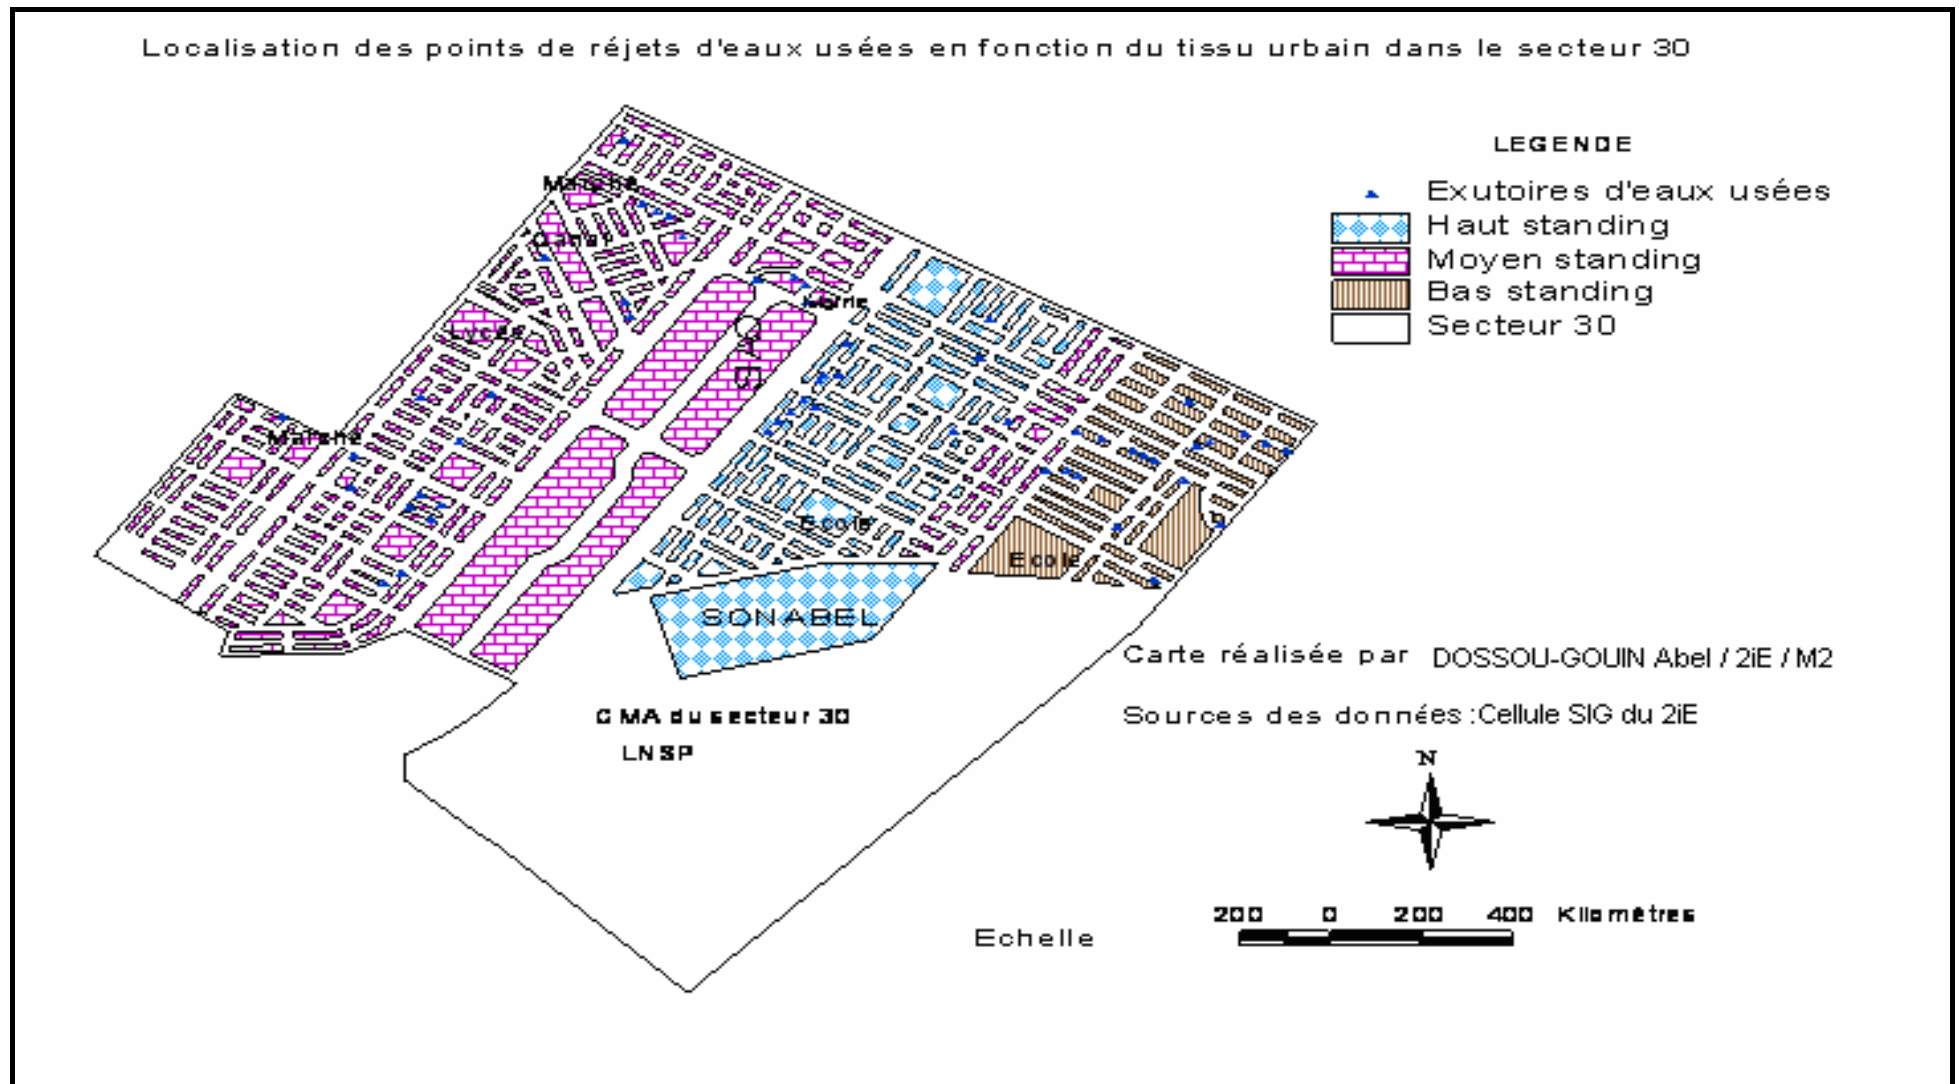 Localisation des points de réjets d'eaux usées en fonction du tissu urbain dans le secteur 30
LEGENDE
Exutoires d'eaux usées
Haut standing
Moyen standing
Bas standing
Secteur 30
Marché
Canal
Lycée
Mairie
Marché
Ecole
Ecole
SONABEL
CMA du secteur 30
LNSP
Carte réalisée par DOSSOU-GOUIN Abel / 2iE / M2
Sources des données :Cellule SIG du 2iE
N
200 0 200 400 Kilomètres
Echelle